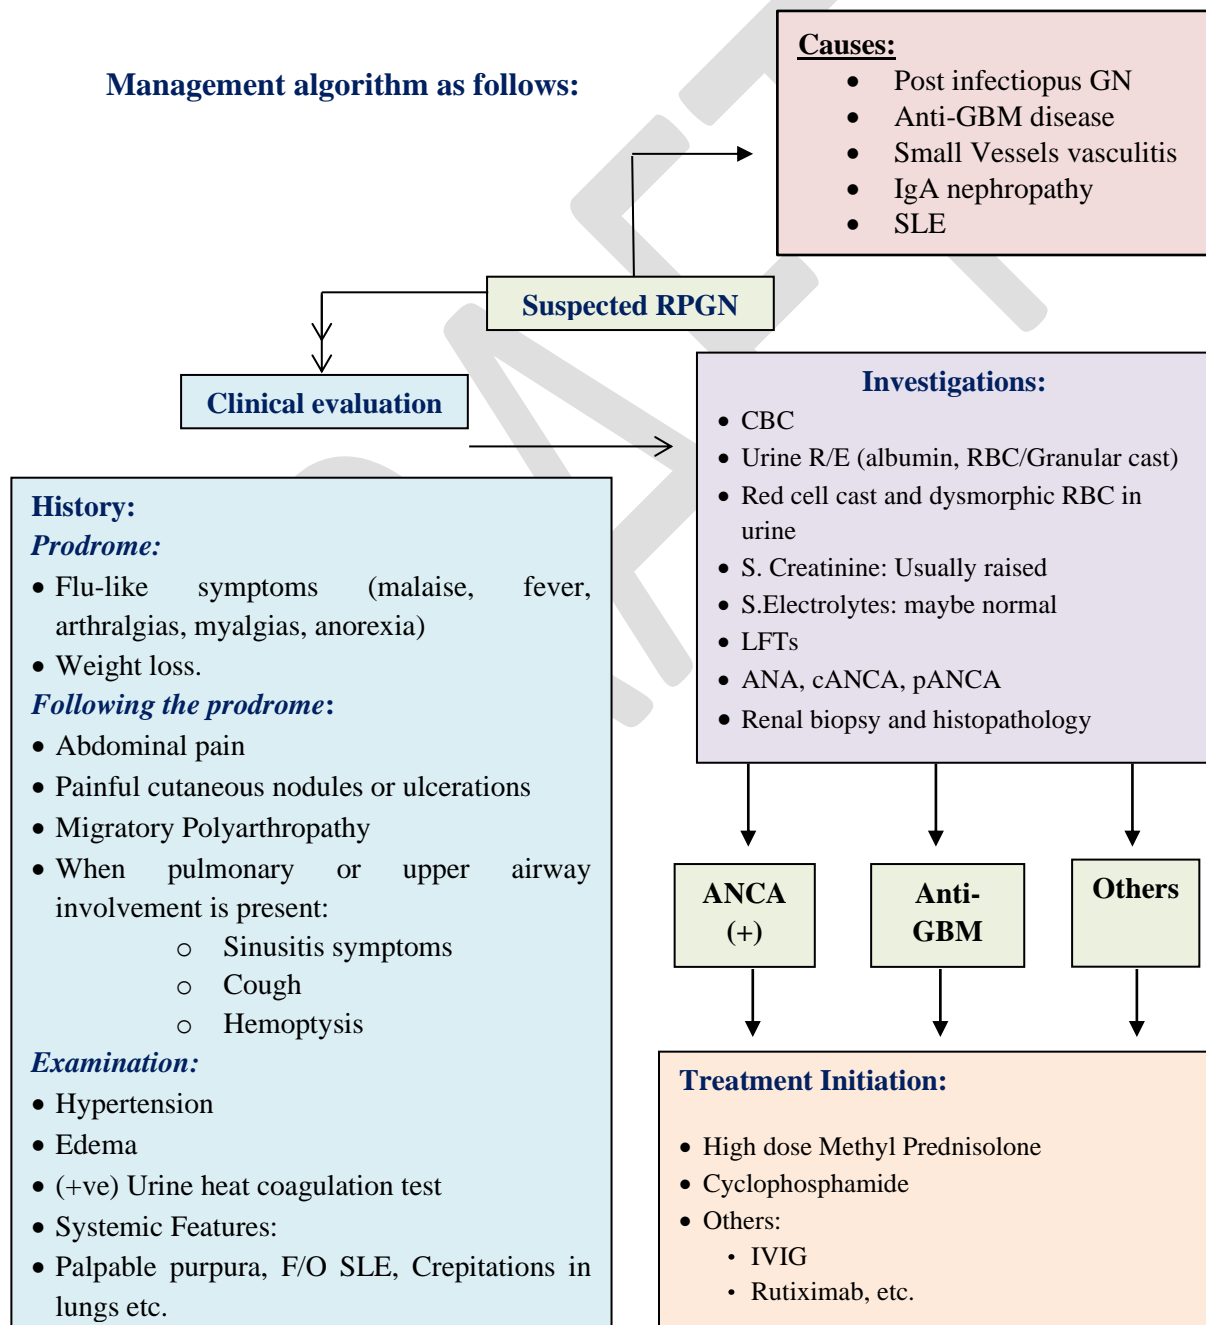 Management algorithm as follows:
Causes:
• Post infectiopus GN
• Anti-GBM disease
• Small Vessels vasculitis
• IgA nephropathy
• SLE
Suspected RPGN
Clinical evaluation
Investigations:
• CBC
• Urine R/E (albumin, RBC/Granular cast)
• Red cell cast and dysmorphic RBC in
urine
• S. Creatinine: Usually raised
• S.Electrolytes: maybe normal
• LFTs
• ANA, cANCA, pANCA
• Renal biopsy and histopathology
History:
Prodrome:
• Flu-like symptoms (malaise, fever,
arthralgias, myalgias, anorexia)
• Weight loss.
Following the prodrome:
• Abdominal pain
• Painful cutaneous nodules or ulcerations
• Migratory Polyarthropathy
• When pulmonary or upper airway
involvement is present:
o Sinusitis symptoms
o Cough
o Hemoptysis
Examination:
• Hypertension
• Edema
• (+ve) Urine heat coagulation test
• Systemic Features:
• Palpable purpura, F/O SLE, Crepitations in
lungs etc.
ANCA
(+)
Anti-
GBM
Others
Treatment Initiation:
• High dose Methyl Prednisolone
• Cyclophosphamide
• Others:
• IVIG
• Rutiximab, etc.